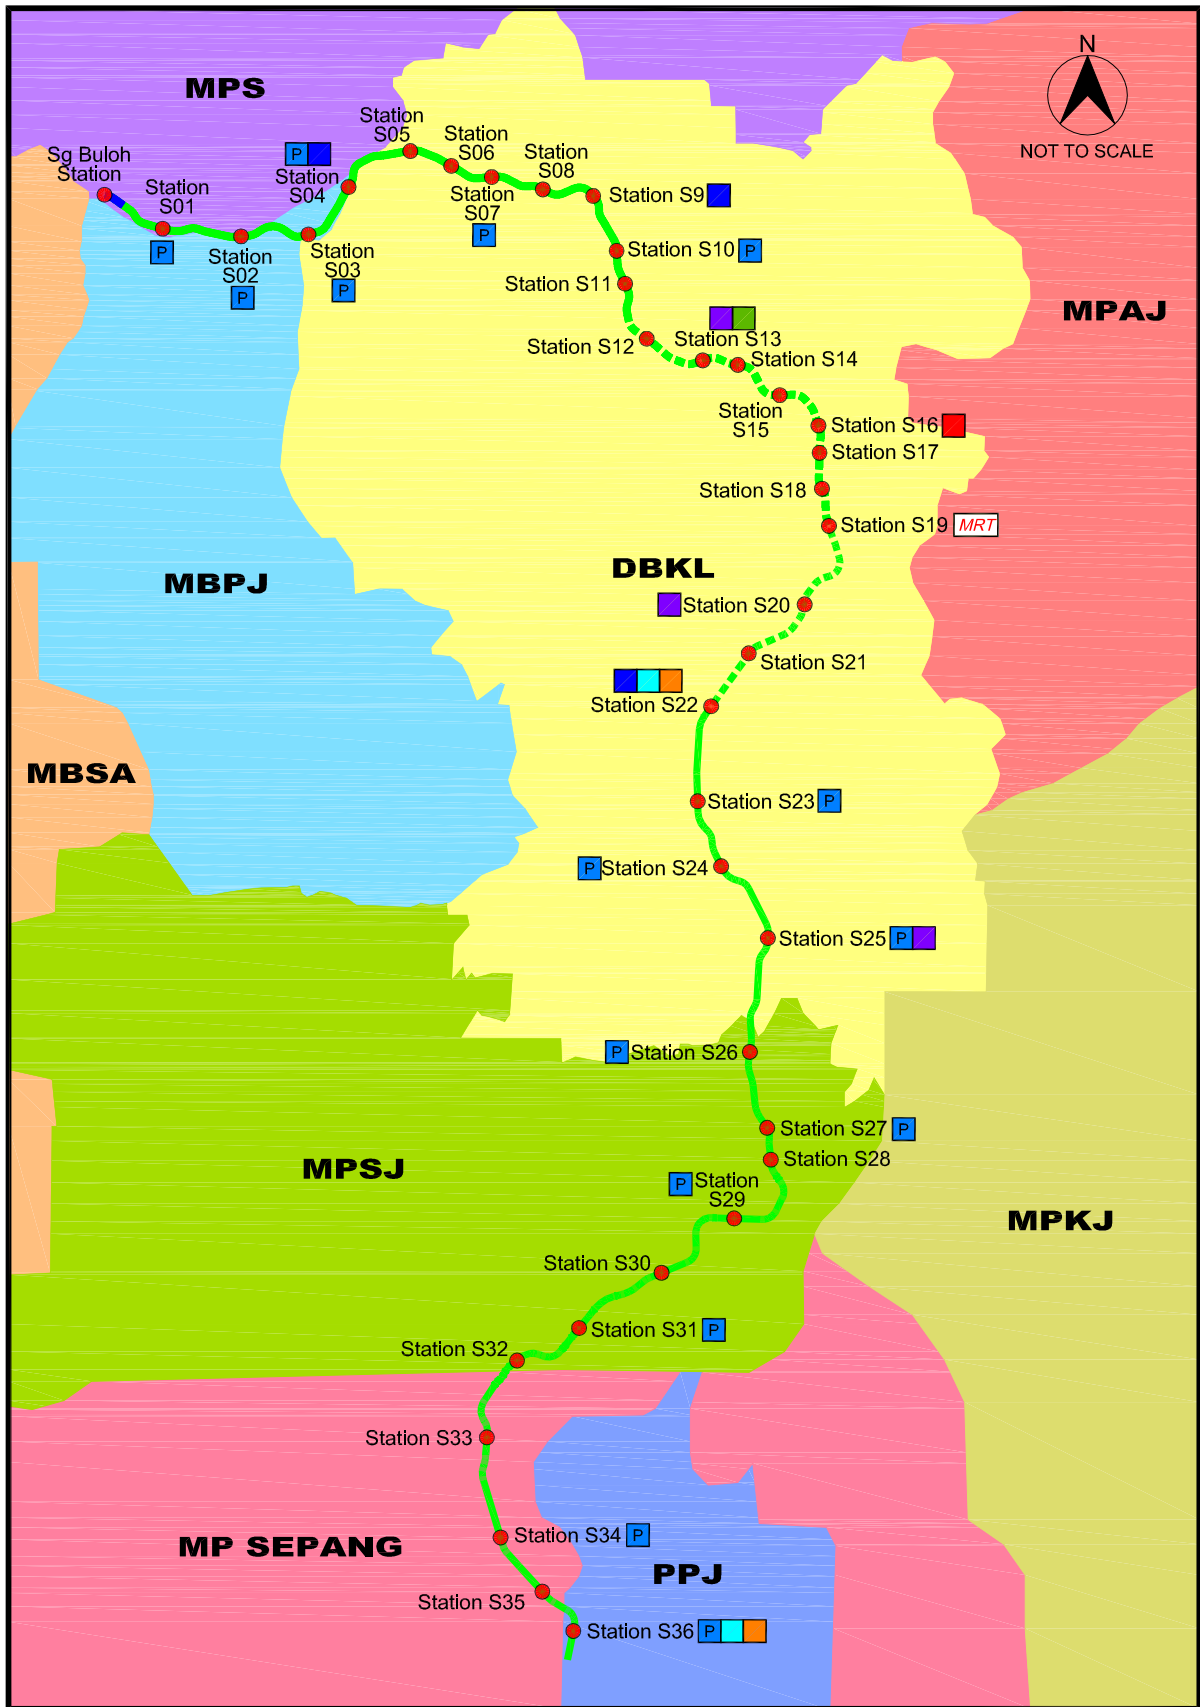 N
NOT TO SCALE
MPS
Sg Buloh
Station
Station
S01
P
Station
S02
P
Station
S03
P
P
Station
S04
Station
S05
Station
S06
Station
S07
P
Station
S08
Station S9
Station S10
P
Station S11
MPAJ
Station S12
Station S13
Station S14
Station
S15
Station S16
Station S17
Station S18
Station S19
MRT
DBKL
MBPJ
Station S20
Station S21
Station S22
MBSA
Station S23
P
P
Station S24
Station S25
P
P
Station S26
Station S27
P
Station S28
MPSJ
P
Station
S29
MPKJ
Station S30
Station S31
P
Station S32
Station S33
Station S34
P
MP SEPANG
PPJ
Station S35
Station S36
P